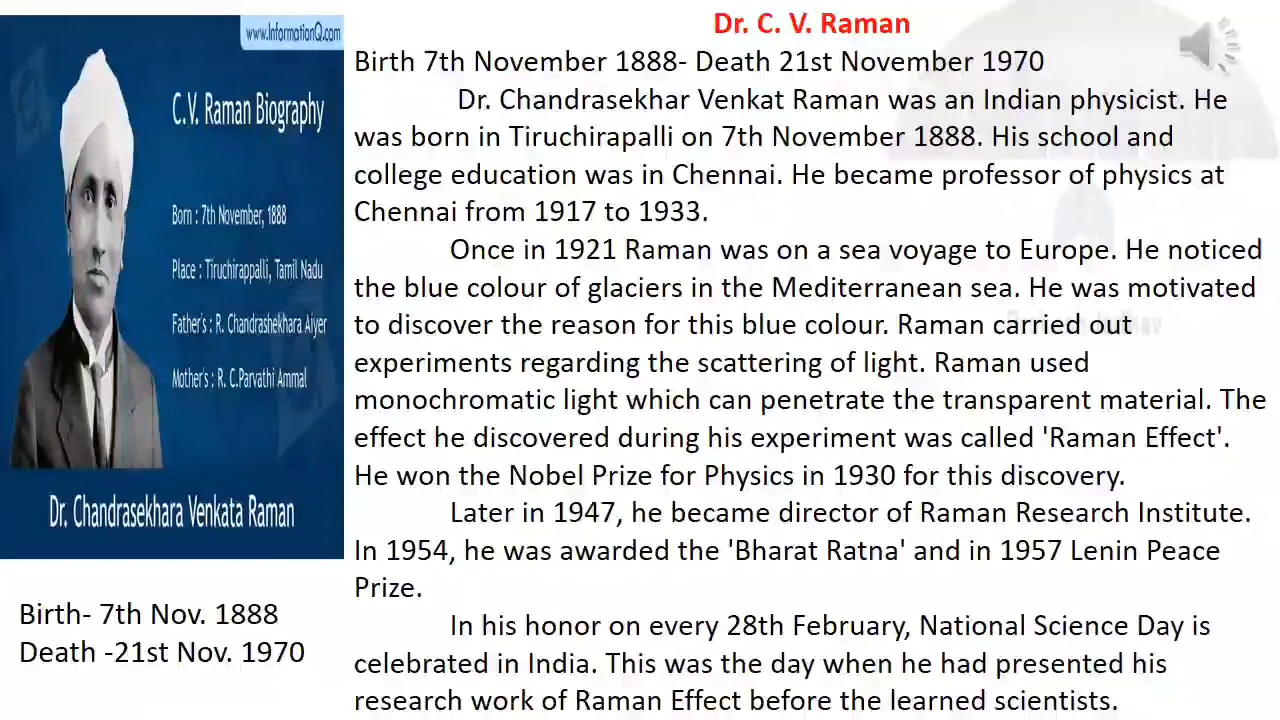 www.InformationQ.com
C.V. Raman Biography
Born : 7th November, 1888
Place : Tiruchirappalli, Tamil Nadu
Father's : R. Chandrashekhara Aiyer
Mother's : R. C.Parvathi Ammal
Dr. Chandrasekhara Venkata Raman
Birth- 7th Nov. 1888
Death -21st Nov. 1970
Dr. C. V. Raman
Birth 7th November 1888- Death 21st November 1970
Dr. Chandrasekhar Venkat Raman was an Indian physicist. He
was born in Tiruchirapalli on 7th November 1888. His school and
college education was in Chennai. He became professor of physics at
Chennai from 1917 to 1933.
Once in 1921 Raman was on a sea voyage to Europe. He noticed
the blue colour of glaciers in the Mediterranean sea. He was motivated
to discover the reason for this blue colour. Raman carried out
experiments regarding the scattering of light. Raman used
monochromatic light which can penetrate the transparent material. The
effect he discovered during his experiment was called 'Raman Effect'.
He won the Nobel Prize for Physics in 1930 for this discovery.
Later in 1947, he became director of Raman Research Institute.
In 1954, he was awarded the 'Bharat Ratna' and in 1957 Lenin Peace
Prize.
In his honor on every 28th February, National Science Day is
celebrated in India. This was the day when he had presented his
research work of Raman Effect before the learned scientists.